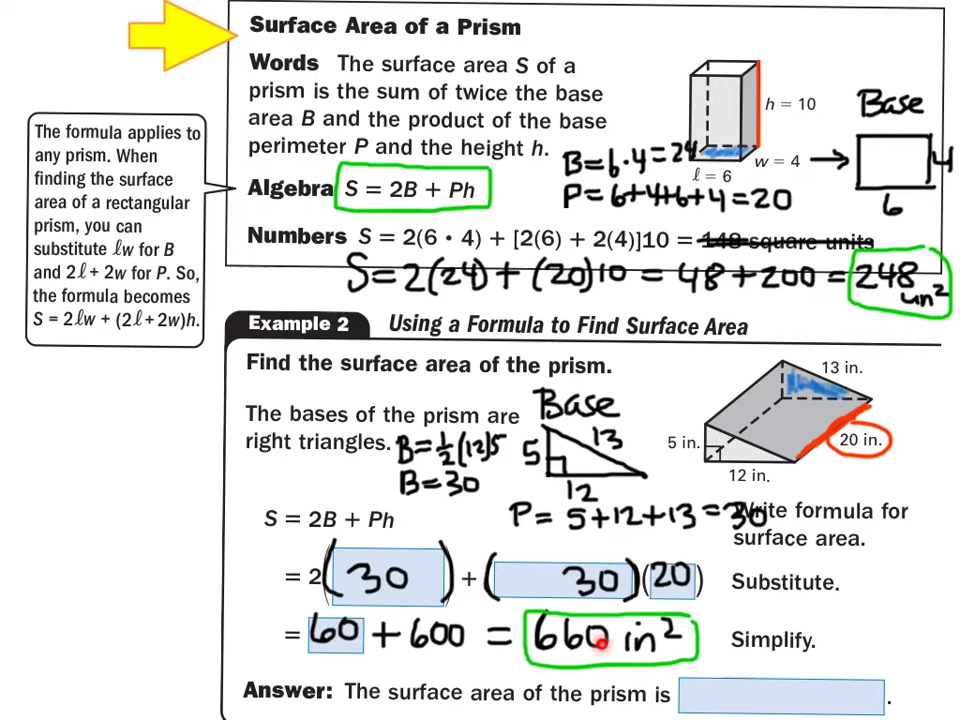 Surface Area of a Prism
Words The surface area S of a
prism is the sum of twice the base
area B and the product of the base
perimeter P and the height h.
h = 10
w = 4
ℓ = 6
Base
4
6
B=6·4=24
P=6+4+6+4=20
Algebra S = 2B + Ph
Numbers S = 2(6 • 4) + [2(6) + 2(4)]10 = 148 square units
S=2(24)+(20)10 = 48+200 = 248 un²
The formula applies to
any prism. When
finding the surface
area of a rectangular
prism, you can
substitute ℓw for B
and 2ℓ + 2w for P. So,
the formula becomes
S = 2ℓw + (2ℓ+2w)h.
Example 2 Using a Formula to Find Surface Area
Find the surface area of the prism.
The bases of the prism are
right triangles.
B=½(12)5
B=30
Base
5
13
12
13 in.
5 in.
20 in.
12 in.
P= 5+12+13=30
S = 2B + Ph
Write formula for
surface area.
= 2(30) + (30)(20)
Substitute.
= 60 + 600 = 660 in²
Simplify.
Answer: The surface area of the prism is .